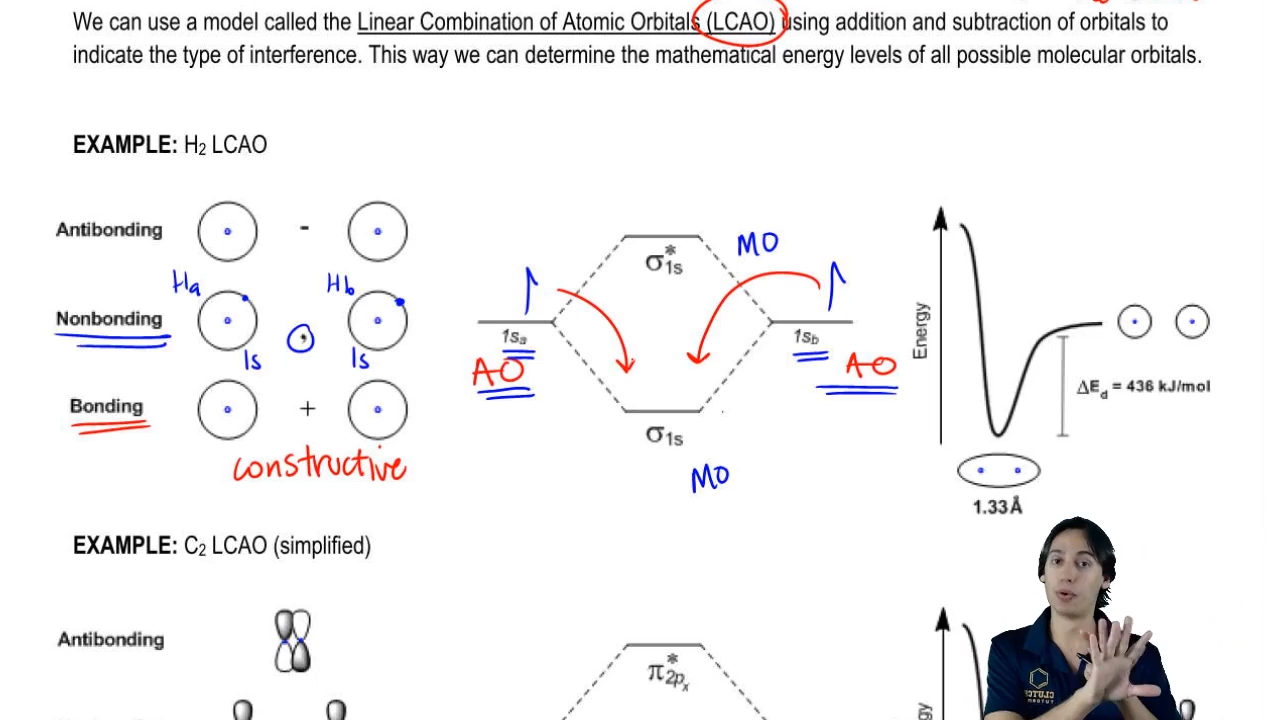 We can use a model called the Linear Combination of Atomic Orbitals (LCAO) using addition and subtraction of orbitals to
indicate the type of interference. This way we can determine the mathematical energy levels of all possible molecular orbitals.
EXAMPLE: H₂ LCAO
Antibonding
-
Ha
Hb
Nonbonding
,
1s
1s
Bonding
+
constructive
MO
σ*1s
1sa
1sb
AO
AO
σ1s
MO
Energy
ΔEd = 436 kJ/mol
1.33Å
EXAMPLE: C₂ LCAO (simplified)
Antibonding
π*2px